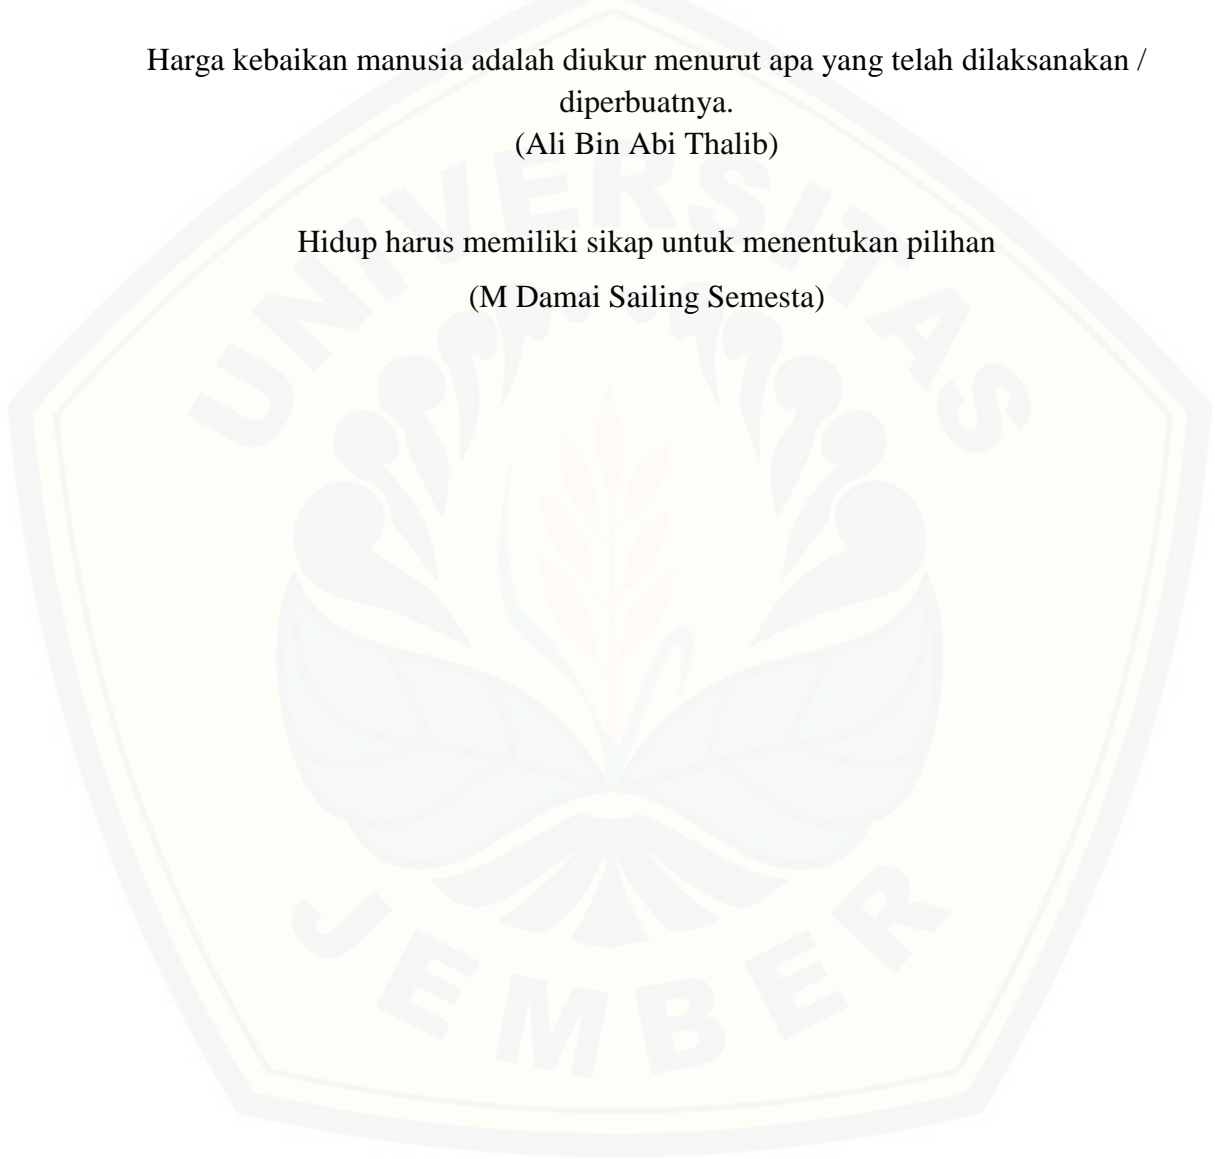 Harga kebaikan manusia adalah diukur menurut apa yang telah dilaksanakan /
diperbuatnya.
(Ali Bin Abi Thalib)
Hidup harus memiliki sikap untuk menentukan pilihan
(M Damai Sailing Semesta)
UNIVERSITAS
JEMBER